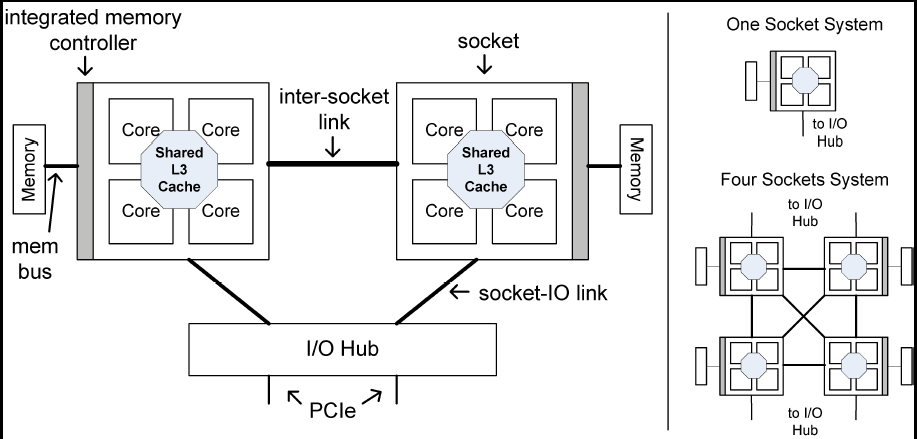 integrated memory
controller
socket
inter-socket
link
Core
Core
Shared
L3
Cache
Core
Core
Core
Core
Shared
L3
Cache
Core
Core
Memory
Memory
mem
bus
socket-IO link
I/O Hub
PCIe
One Socket System
to I/O
Hub
Four Sockets System
to I/O
Hub
to I/O
Hub